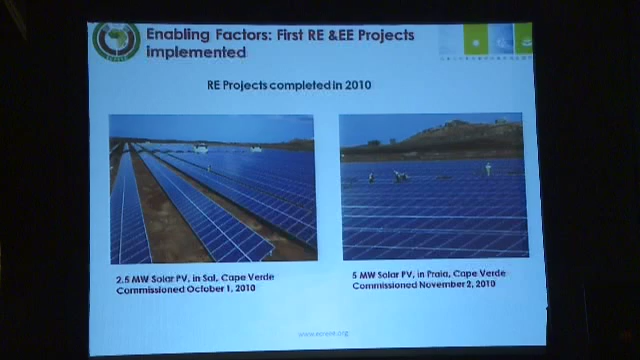 Enabling Factors: First RE &EE Projects
implemented
RE Projects completed in 2010
2.5 MW Solar PV, in Sal, Cape Verde
Commissioned October 1, 2010
5 MW Solar PV, in Praia, Cape Verde
Commissioned November 2, 2010
www.ecreee.org